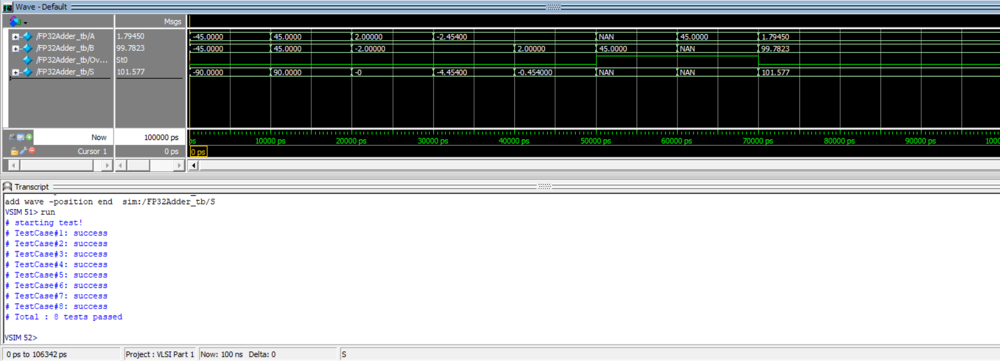 Wave - Default
Msgs
/FP32Adder_tb/A 1.79450 -45.0000 45.0000 2.00000 -2.45400 NAN 45.0000 1.79450
/FP32Adder_tb/B 99.7823 -45.0000 45.0000 -2.00000 2.00000 45.0000 NAN 99.7823
/FP32Adder_tb/Ov... St0
/FP32Adder_tb/S 101.577 -90.0000 90.0000 -0 -4.45400 -0.454000 NAN NAN 101.577
Now 100000 ps ps 10000 ps 20000 ps 30000 ps 40000 ps 50000 ps 60000 ps 70000 ps 80000 ps 90000 ps 1000
Cursor 1 0 ps 0 ps
Transcript
add wave -position end  sim:/FP32Adder_tb/S
VSIM 51> run
# starting test!
# TestCase#1: success
# TestCase#2: success
# TestCase#3: success
# TestCase#4: success
# TestCase#5: success
# TestCase#6: success
# TestCase#7: success
# TestCase#8: success
# Total : 8 tests passed
VSIM 52>
0 ps to 106342 ps Project : VLSI Part 1 Now: 100 ns Delta: 0 S